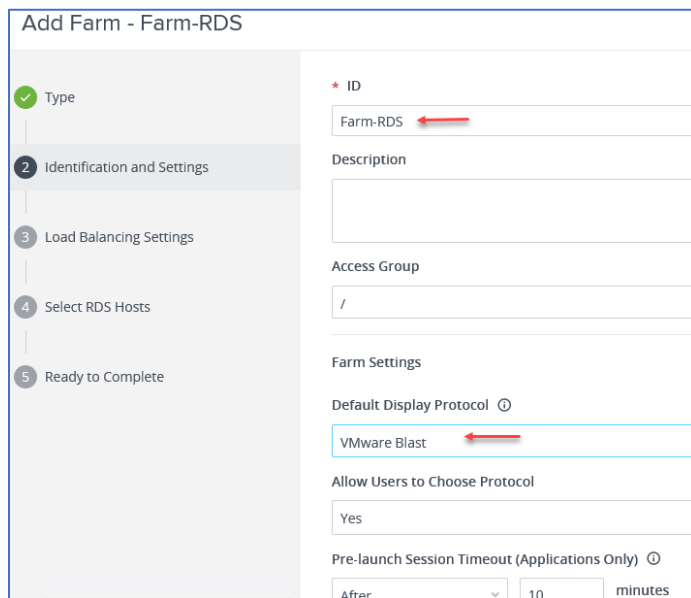 Add Farm - Farm-RDS
Type
2 Identification and Settings
3 Load Balancing Settings
4 Select RDS Hosts
5 Ready to Complete
* ID
Farm-RDS
Description
Access Group
/
Farm Settings
Default Display Protocol
VMware Blast
Allow Users to Choose Protocol
Yes
Pre-launch Session Timeout (Applications Only)
After 10 minutes